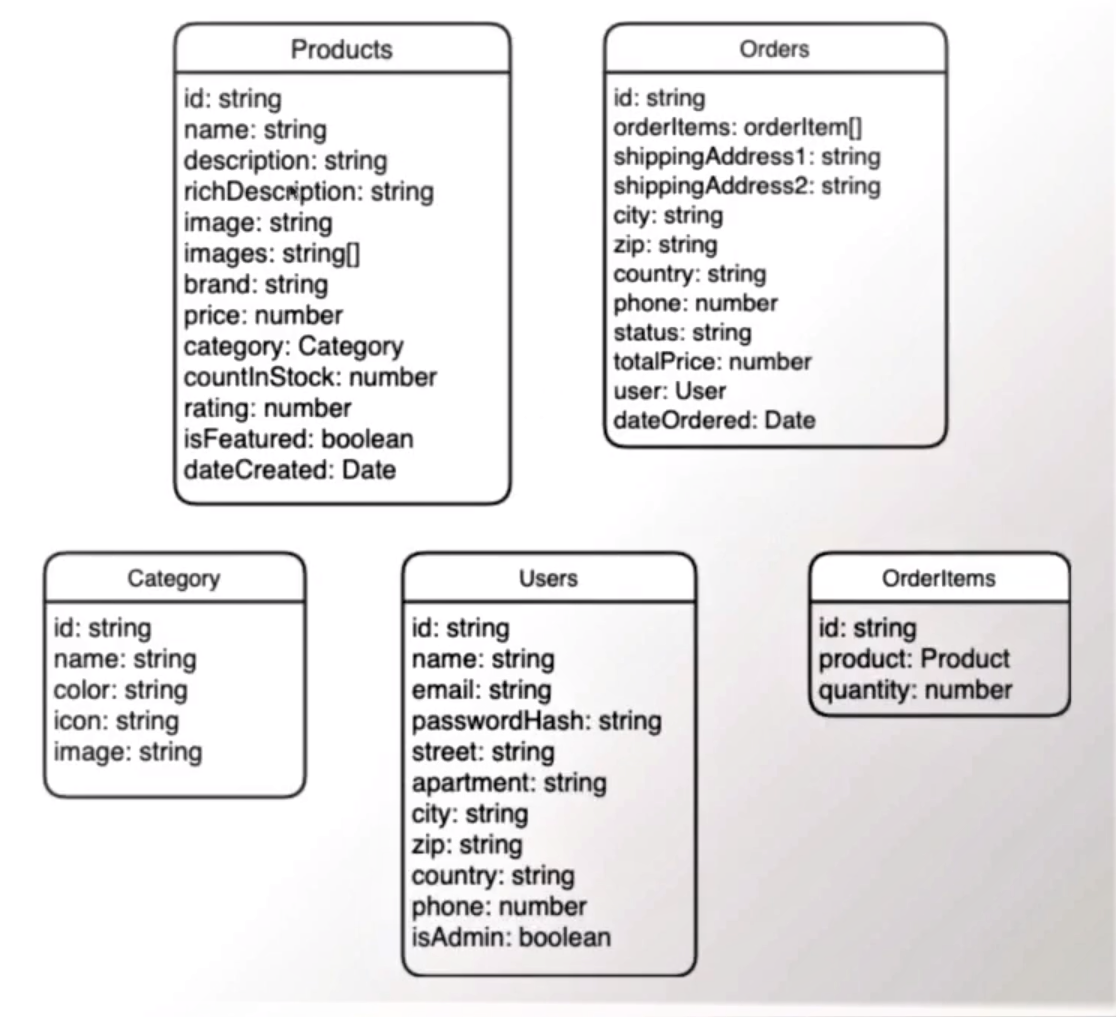 Products
id: string
name: string
description: string
richDescription: string
image: string
images: string[]
brand: string
price: number
category: Category
countInStock: number
rating: number
isFeatured: boolean
dateCreated: Date
Orders
id: string
orderItems: orderItem[]
shippingAddress1: string
shippingAddress2: string
city: string
zip: string
country: string
phone: number
status: string
totalPrice: number
user: User
dateOrdered: Date
Category
id: string
name: string
color: string
icon: string
image: string
Users
id: string
name: string
email: string
passwordHash: string
street: string
apartment: string
city: string
zip: string
country: string
phone: number
isAdmin: boolean
OrderItems
id: string
product: Product
quantity: number